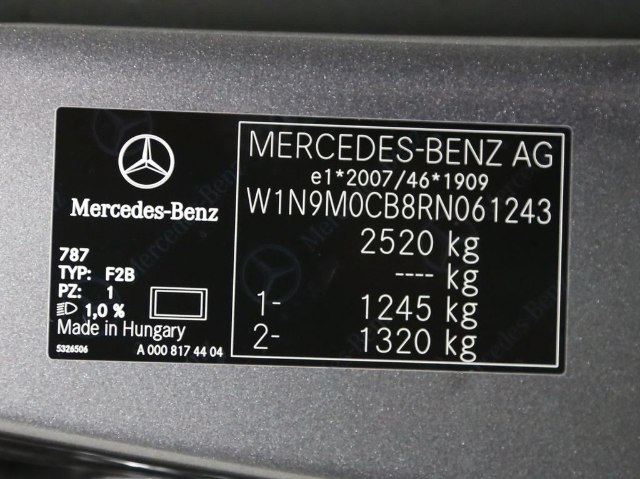 Mercedes-Benz
787
TYP: F2B
PZ: 1
1,0 %
Made in Hungary
5326506 A 000 817 44 04
MERCEDES-BENZ AG
e1*2007/46*1909
W1N9M0CB8RN061243
2520 kg
---- kg
1- 1245 kg
2- 1320 kg